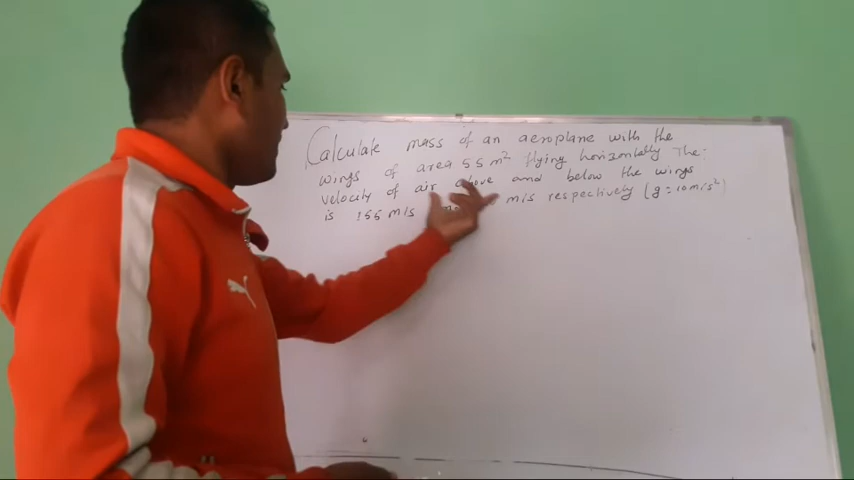 Calculate mass of an aeroplane with the
wings of area 55 m² flying horizontally The
velocity of air above and below the wings
is 155 m/s m/s respectively (g = 10 m/s²)